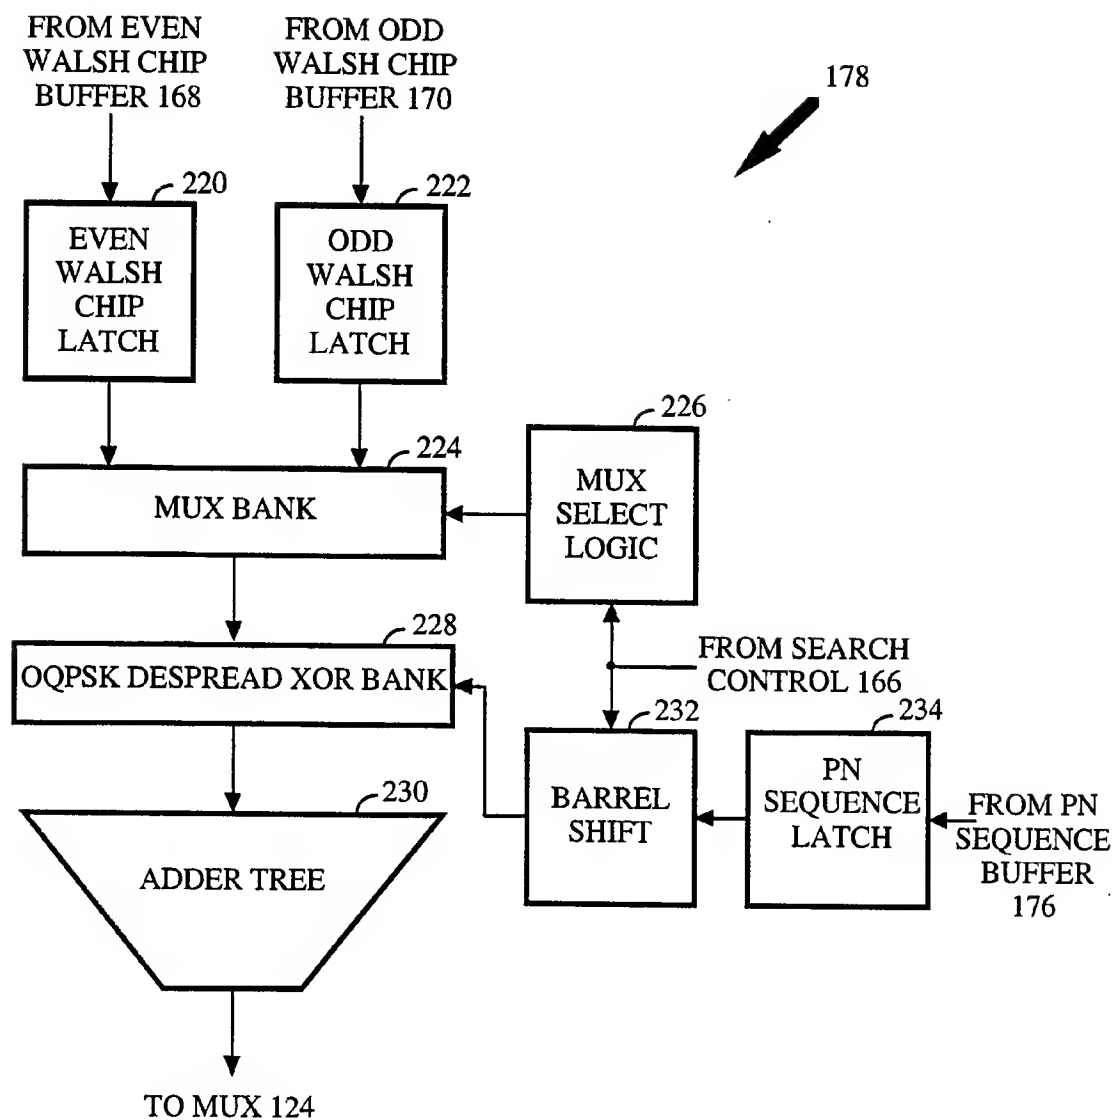 FROM EVEN
WALSH CHIP
BUFFER 168
FROM ODD
WALSH CHIP
BUFFER 170
178
220
EVEN
WALSH
CHIP
LATCH
222
ODD
WALSH
CHIP
LATCH
224
MUX BANK
226
MUX
SELECT
LOGIC
228
OQPSK DESPREAD XOR BANK
FROM SEARCH
CONTROL 166
232
BARREL
SHIFT
234
PN
SEQUENCE
LATCH
FROM PN
SEQUENCE
BUFFER
176
230
ADDER TREE
TO MUX 124